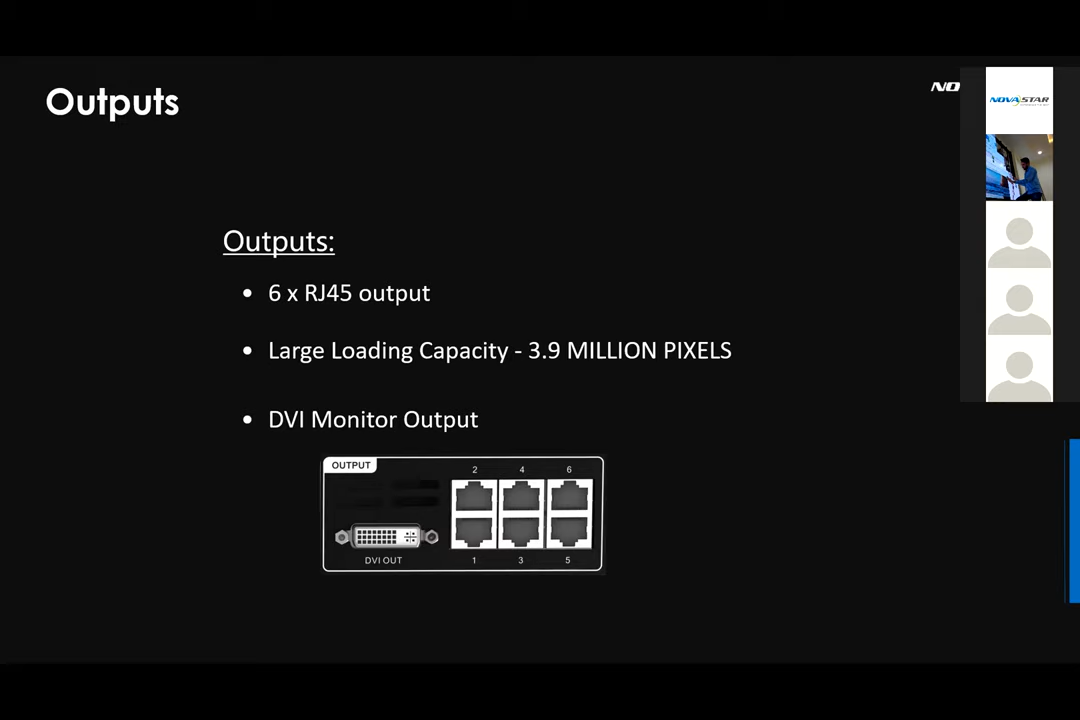 Outputs
NO
NOVASTAR
Outputs:
• 6 x RJ45 output
• Large Loading Capacity - 3.9 MILLION PIXELS
• DVI Monitor Output
OUTPUT
2 4 6
DVI OUT 1 3 5